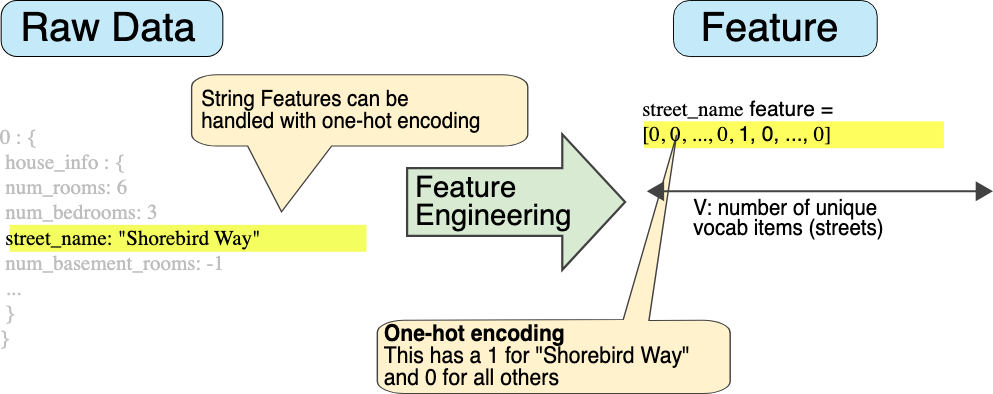 Raw Data
Feature
String Features can be
handled with one-hot encoding
0 : {
house_info : {
num_rooms: 6
num_bedrooms: 3
street_name: "Shorebird Way"
num_basement_rooms: -1
...
}
}
Feature
Engineering
street_name feature =
[0, 0, ..., 0, 1, 0, ..., 0]
V: number of unique
vocab items (streets)
One-hot encoding
This has a 1 for "Shorebird Way"
and 0 for all others